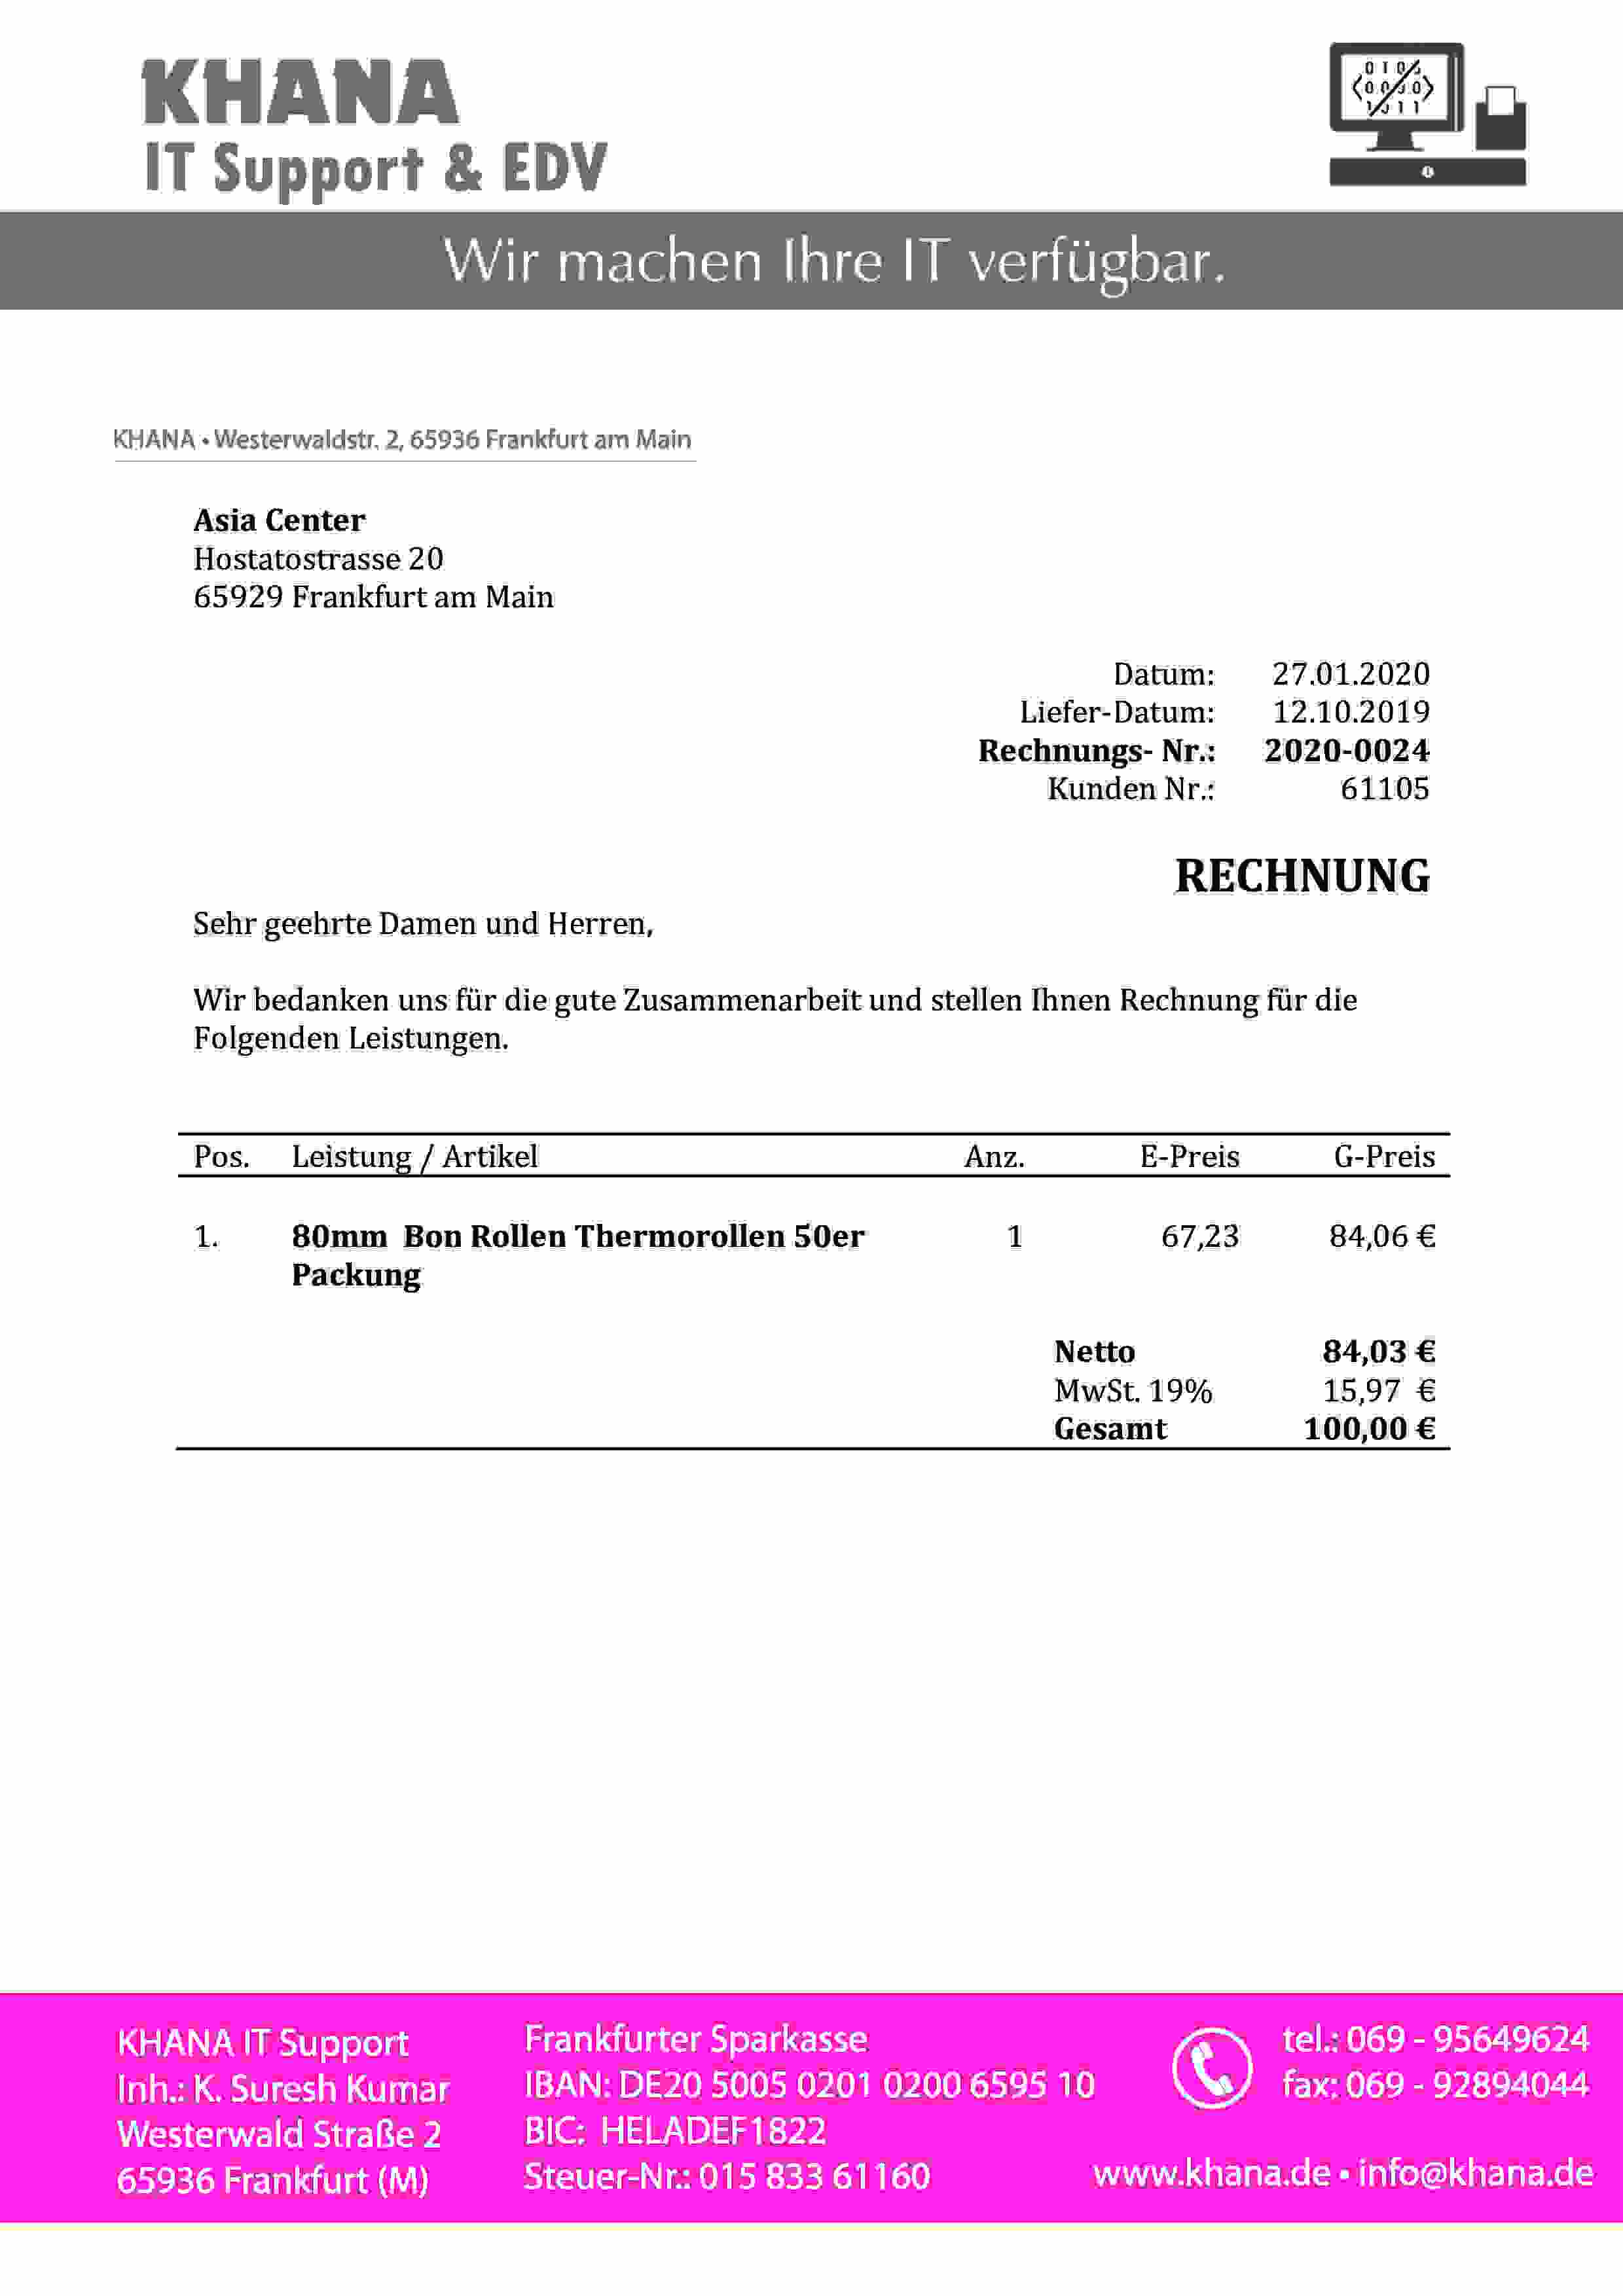 KHANA
IT Support & EDV
Wir machen Ihre IT verfügbar.
KHANA • Westerwaldstr. 2, 65936 Frankfurt am Main
Asia Center
Hostatostrasse 20
65929 Frankfurt am Main
Datum: 27.01.2020
Liefer-Datum: 12.10.2019
Rechnungs- Nr.: 2020-0024
Kunden Nr.: 61105
RECHNUNG
Sehr geehrte Damen und Herren,
Wir bedanken uns für die gute Zusammenarbeit und stellen Ihnen Rechnung für die
Folgenden Leistungen.
Pos. Leistung / Artikel Anz. E-Preis G-Preis
1. 80mm Bon Rollen Thermorollen 50er 1 67,23 84,06 €
Packung
Netto 84,03 €
MwSt. 19% 15,97 €
Gesamt 100,00 €
KHANA IT Support
Inh.: K. Suresh Kumar
Westerwald Straße 2
65936 Frankfurt (M)
Frankfurter Sparkasse
IBAN: DE20 5005 0201 0200 6595 10
BIC: HELADEF1822
Steuer-Nr.: 015 833 61160
tel.: 069 - 95649624
fax: 069 - 92894044
www.khana.de • info@khana.de